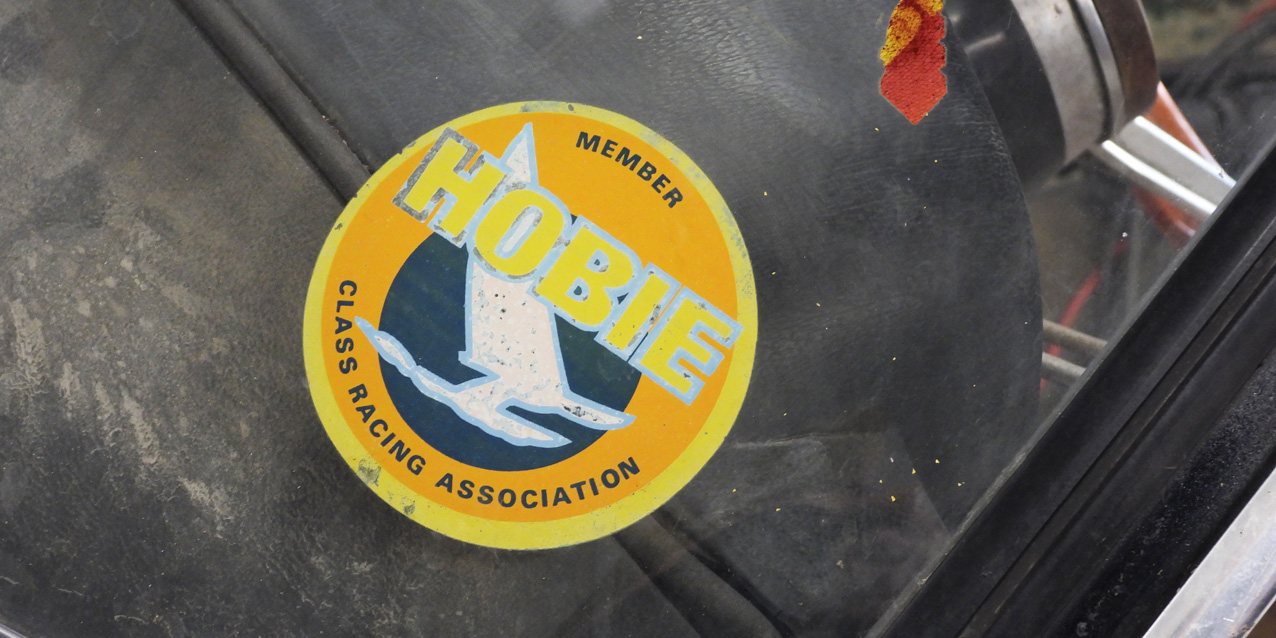 MEMBER
HOBIE
CLASS RACING ASSOCIATION